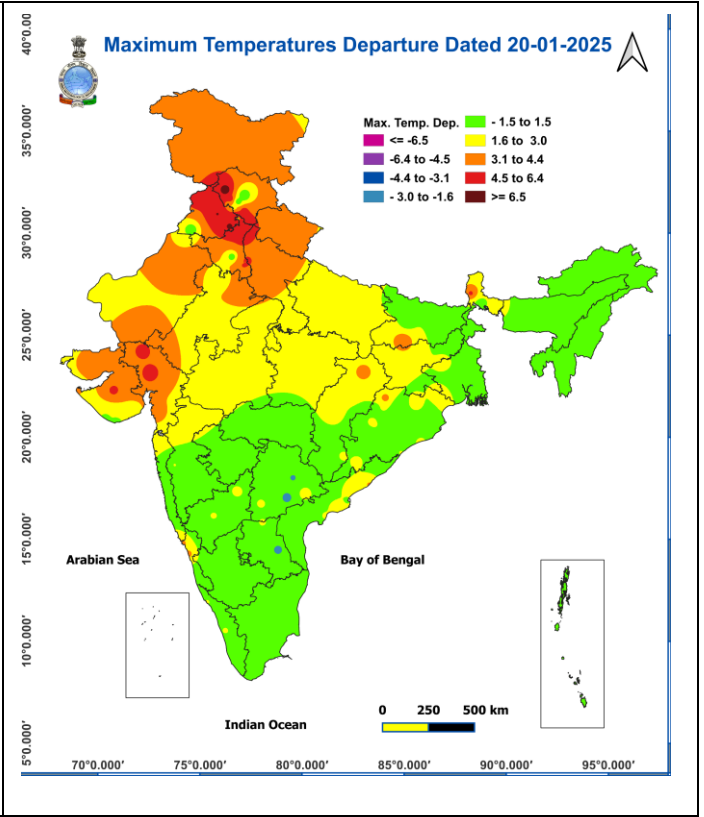 Maximum Temperatures Departure Dated 20-01-2025
Max. Temp. Dep.
<= -6.5
-6.4 to -4.5
-4.4 to -3.1
- 3.0 to -1.6
- 1.5 to 1.5
1.6 to 3.0
3.1 to 4.4
4.5 to 6.4
>= 6.5
40°0.00
35°0.000'
30°0.000'
25°0.000'
20°0.000'
15°0.000'
10°0.000'
5°0.000'
Arabian Sea
Bay of Bengal
Indian Ocean
0 250 500 km
70°0.000' 75°0.000' 80°0.000' 85°0.000' 90°0.000' 95°0.000'